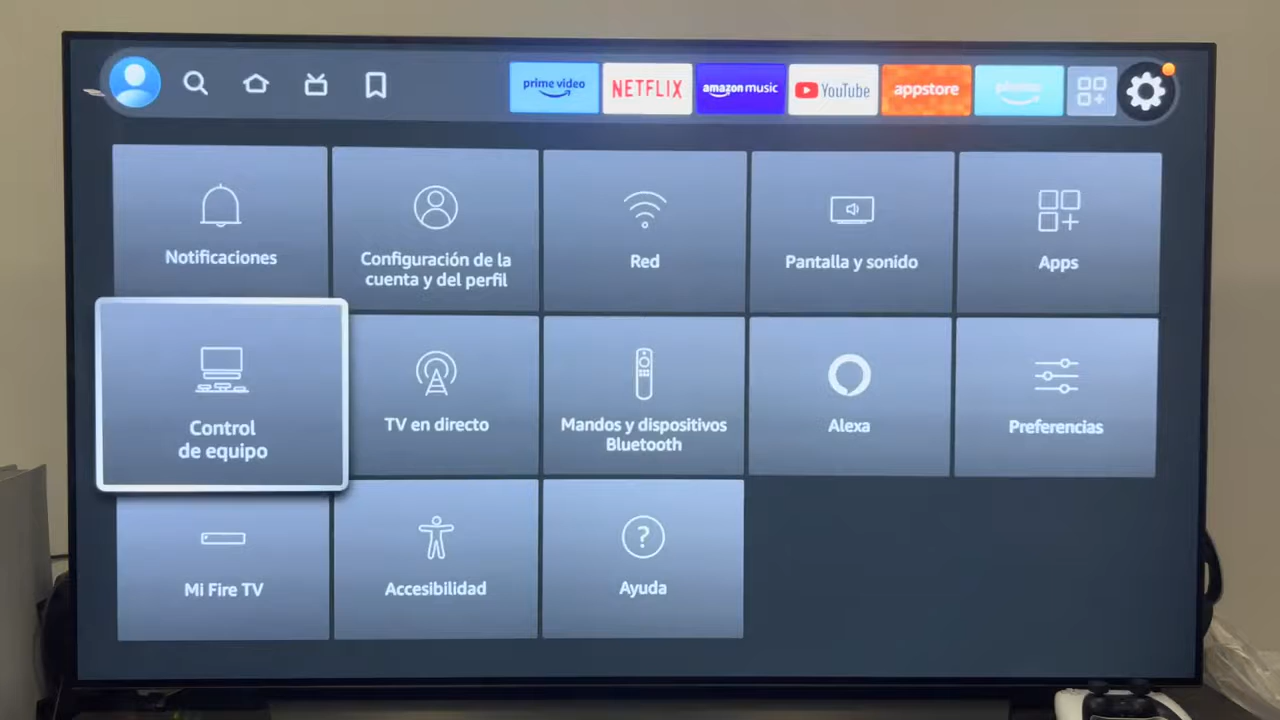 prime video
NETFLIX
amazon music
YouTube
appstore
photos
Notificaciones
Configuración de la
cuenta y del perfil
Red
Pantalla y sonido
Apps
Control
de equipo
TV en directo
Mandos y dispositivos
Bluetooth
Alexa
Preferencias
Mi Fire TV
Accesibilidad
?
Ayuda